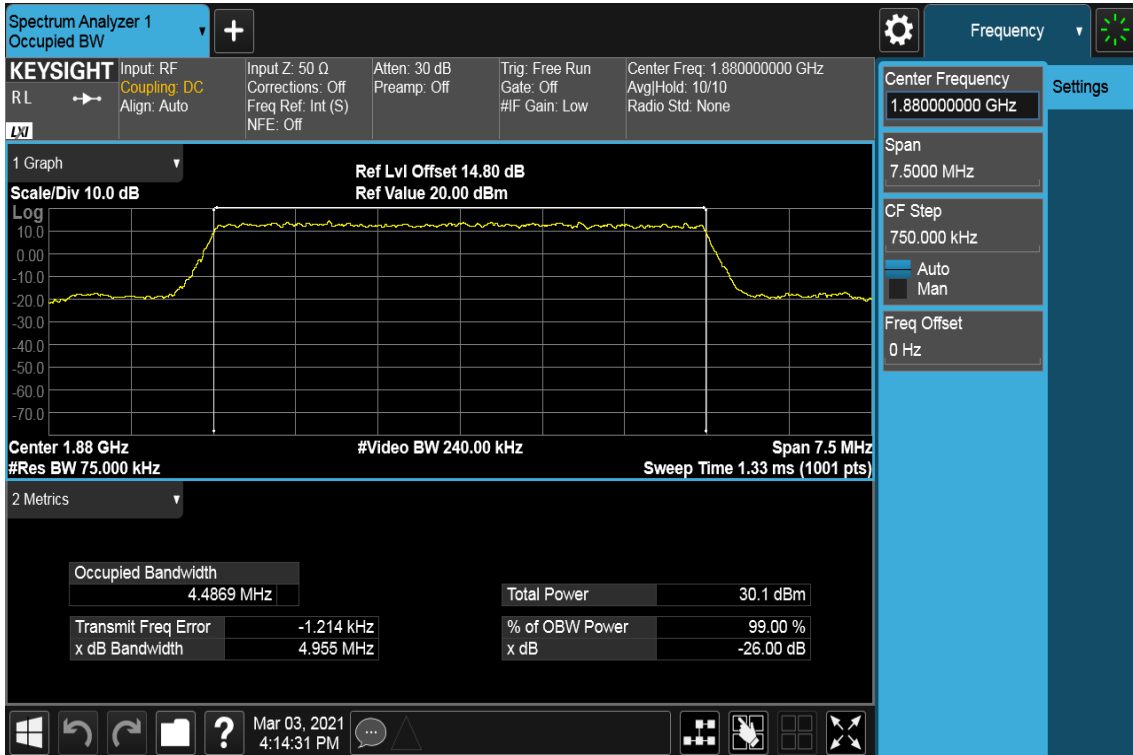 Spectrum Analyzer 1
Occupied BW
+
Frequency
KEYSIGHT
RL
LXI
Input: RF
Coupling: DC
Align: Auto
Input Z: 50 Ω
Corrections: Off
Freq Ref: Int (S)
NFE: Off
Atten: 30 dB
Preamp: Off
Trig: Free Run
Gate: Off
#IF Gain: Low
Center Freq: 1.880000000 GHz
Avg|Hold: 10/10
Radio Std: None
Center Frequency
1.880000000 GHz
Settings
Span
7.5000 MHz
CF Step
750.000 kHz
Auto
Man
Freq Offset
0 Hz
1 Graph
Scale/Div 10.0 dB
Ref Lvl Offset 14.80 dB
Ref Value 20.00 dBm
Log
10.0
0.00
-10.0
-20.0
-30.0
-40.0
-50.0
-60.0
-70.0
Center 1.88 GHz
#Video BW 240.00 kHz
Span 7.5 MHz
#Res BW 75.000 kHz
Sweep Time 1.33 ms (1001 pts)
2 Metrics
Occupied Bandwidth
4.4869 MHz
Total Power 30.1 dBm
Transmit Freq Error -1.214 kHz
% of OBW Power 99.00 %
x dB Bandwidth 4.955 MHz
x dB -26.00 dB
?
Mar 03, 2021
4:14:31 PM